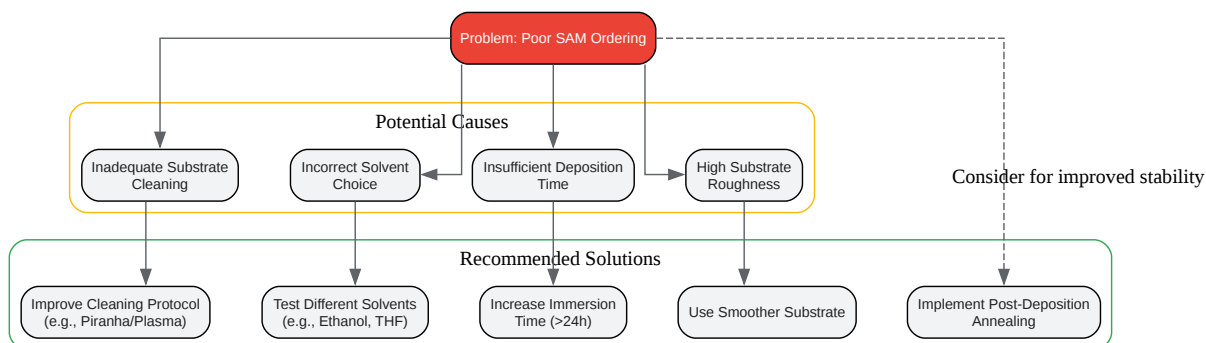 Problem: Poor SAM Ordering
Potential Causes
Inadequate Substrate
Cleaning
Incorrect Solvent
Choice
Insufficient Deposition
Time
High Substrate
Roughness
Consider for improved stability
Recommended Solutions
Improve Cleaning Protocol
(e.g., Piranha/Plasma)
Test Different Solvents
(e.g., Ethanol, THF)
Increase Immersion
Time (>24h)
Use Smoother Substrate
Implement Post-Deposition
Annealing